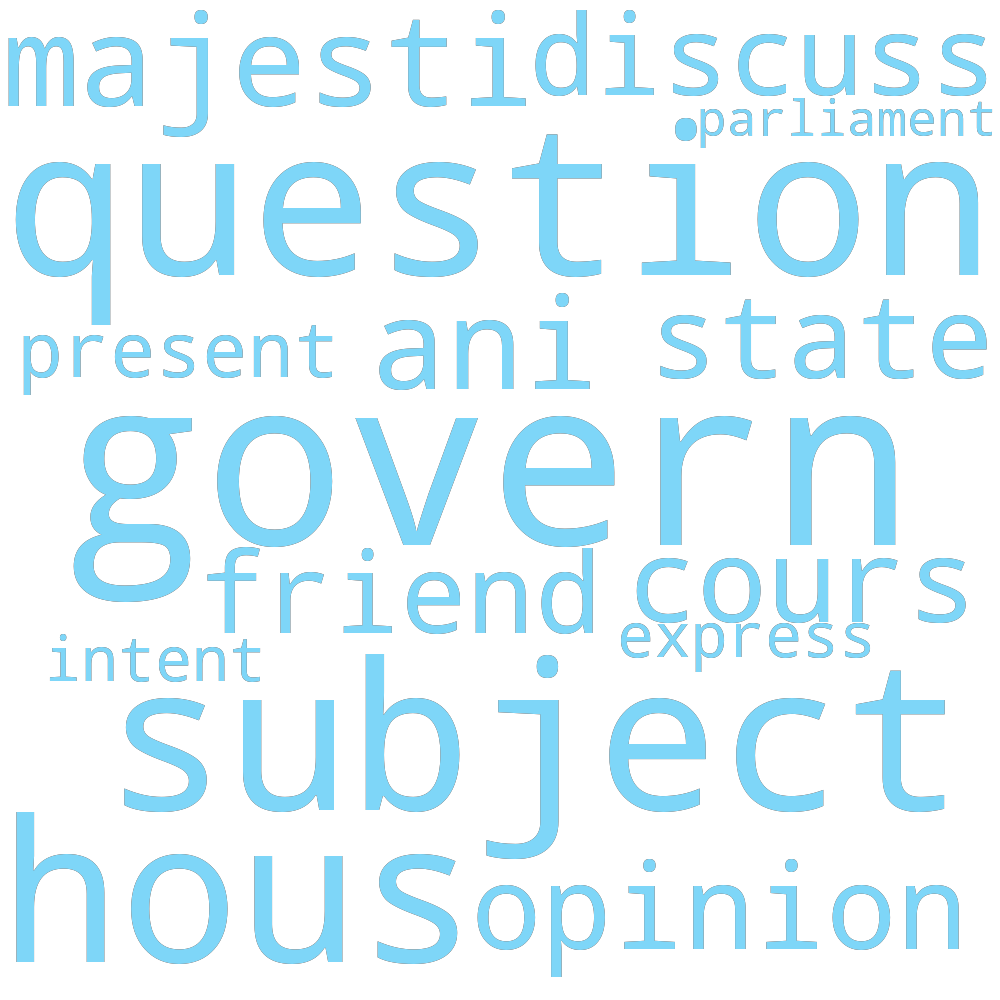 majesti discuss
parliament
question
present ani state
govern
friend cours
express
intent
subject
hous opinion